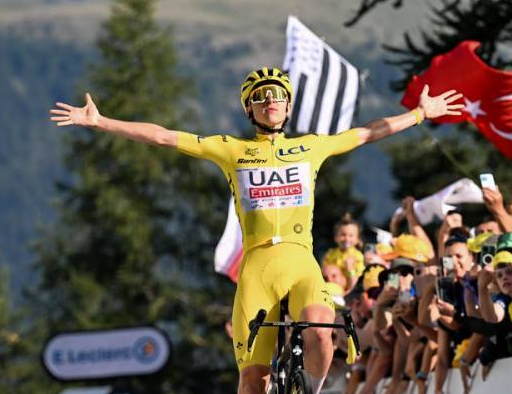 Santini
LCL
UAE
Emirates
E.Leclerc